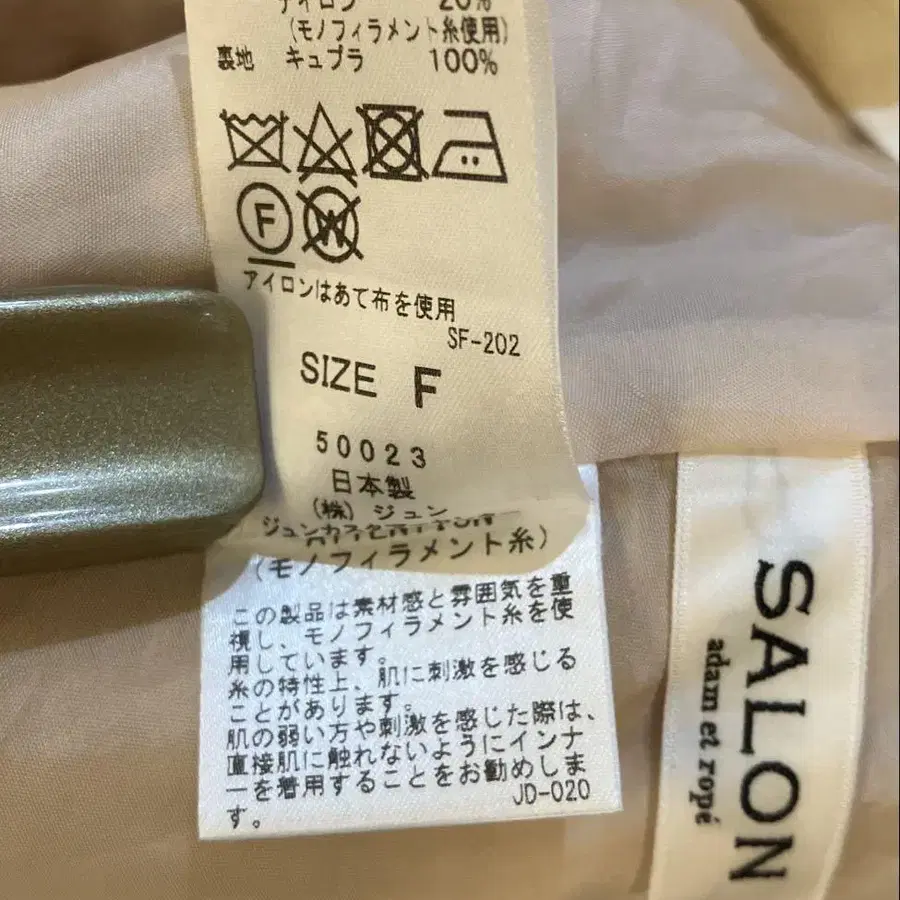 ナイロン 20%
(モノフィラメント糸使用)
裏地 キュプラ 100%
F
W
アイロンはあて布を使用
SF-202
SIZE F
50023
日本製
(株) ジュン
(モノフィラメント糸)
この製品は素材感と雰囲気を重
視し、モノフィラメント糸を使
用しています。
糸の特性上、肌に刺激を感じる
ことがあります。
肌の弱い方や刺激を感じた際は、
直接肌に触れないようにインナ
ーを着用することをお勧めしま
す。
JD-020
SALON
adam et ropé